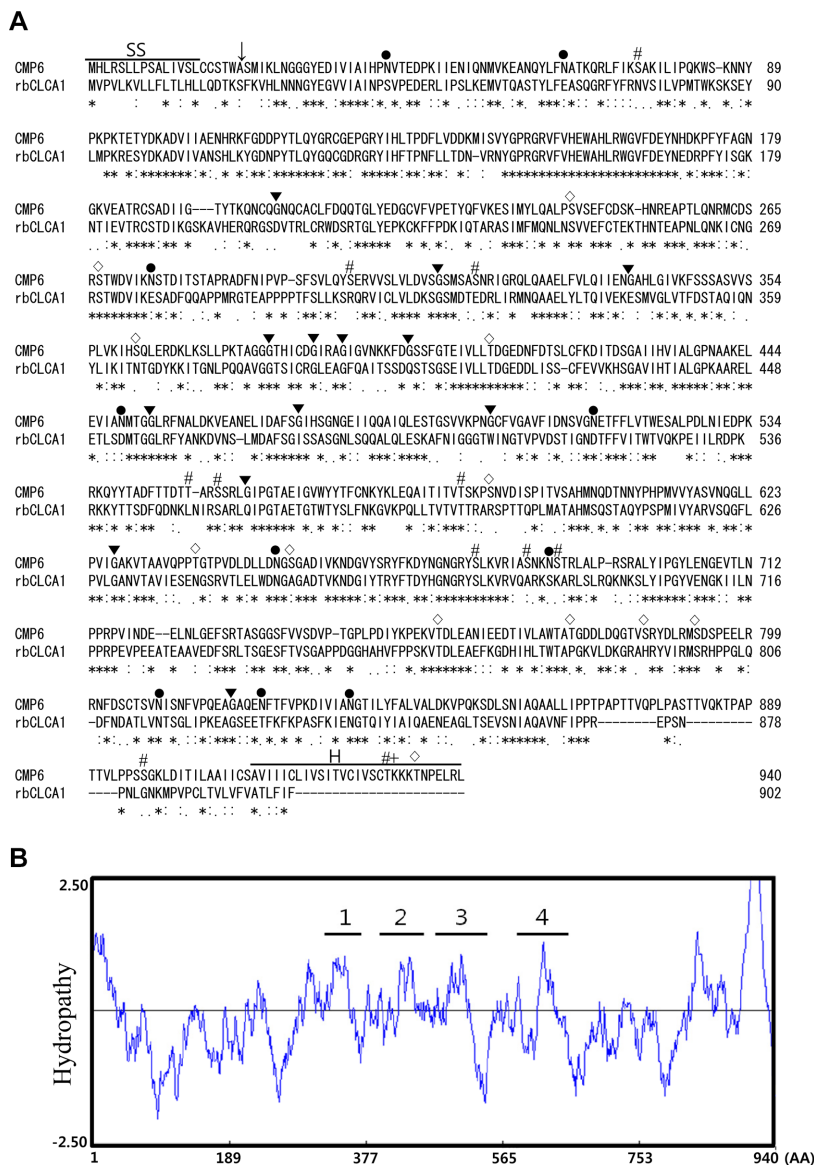 A
SS
CMP6 MHLRSLLPSALIVSLCCSTWASMIKLNGGGYEDIVIAIHPNVTEDPKIIENIQNMVKEANQYLFNATKQRLFIKSAKILIPQKWS-KNNY 89
rbCLCA1 MVPVLKVLLFLTLHLLQDTKSFKVHLNNNGYEGVVIAINPSVPEDERLIPSLKEMVTQASTYLFEASQGRFYFRNVSILVPMTWKSKSEY 90
CMP6 PKPKTETYDKADVIIAENHRKFGDDPYTLQYGRCGEPGRYIHLTPDFLVDDKMISVYGPRGRVFVHEWAHLRWGVFDEYNHDKPFYFAGN 179
rbCLCA1 LMPKRESYDKADVIVANSHLKYGDNPYTLQYGQCGDRGRYIHFTPNFLLTDN-VRNYGPRGRVFVHEWAHLRWGVFDEYNEDRPFYISGK 179
CMP6 GKVEATRCSADIIG---TYTKQNCQGNQCACLFDQQTGLYEDGCVFVPETYQFVKESIMYLQALPSVSEFCDSK-HNREAPTLQNRMCDS 265
rbCLCA1 NTIEVTRCSTDIKGSKAVHERQRGSDVTRLCRWDSRTGLYEPKCKFFPDKIQTARASIMFMQNLNSVVEFCTEKTHNTEAPNLQNKICNG 269
CMP6 RSTWDVIKNSTDITSTAPRADFNIPVP-SFSVLQYSERVVSLVLDVSGSMSASNRIGRQLQAAELFVLQIIENGAHLGIVKFSSSASVVS 354
rbCLCA1 RSTWDVIKESADFQQAPPMRGTEAPPPPTFSLLKSRQRVICLVLDKSGSMDTEDRLIRMNQAAELYLTQIVEKESMVGLVTFDSTAQIQN 359
CMP6 PLVKIHSQLERDKLKSLLPKTAGGGTHICDGIRAGIGVNKKFDGSSFGTEIVLLTDGEDNFDTSLCFKDITDSGAIIHVIALGPNAAKEL 444
rbCLCA1 YLIKITNTGDYKKITGNLPQQAVGGTSICRGLEAGFQAITSSDQSTSGSEIVLLTDGEDDLISS-CFEVVKHSGAVIHTIALGPKAAREL 448
CMP6 EVIANMTGGLRFNALDKVEANELIDAFSGIHSGNGEIIQQAIQLESTGSVVKPNGCFVGAVFIDNSVGNETFFLVTWESALPDLNIEDPK 534
rbCLCA1 ETLSDMTGGLRFYANKDVNS-LMDAFSGISSASGNLSQQALQLESKAFNIGGGTWINGTVPVDSTIGNDTFFVITWTVQKPEIILRDPK 536
CMP6 RKQYYTADFTTDTT-ARSSRLGIPGTAEIGVWYYTFCNKYKLEQAITITVTSKPSNVDISPITVSAHMNQDTNNYPHPMVVYASVNQGLL 623
rbCLCA1 RKKYTTSDFQDNKLNIRSARLQIPGTAETGTWTYSLFNKGVKPQLLTVTVTTRARSPTTQPLMATAHMSQSTAQYPSPMIVYARVSQGFL 626
CMP6 PVIGAKVTAAVQPPTGTPVDLDLLDNGSGADIVKNDGVYSRYFKDYNGNGRYSLKVRIASNKNSTRLALP-RSRALYIPGYLENGEVTLN 712
rbCLCA1 PVLGANVTAVIESENGSRVTLELWDNGAGADTVKNDGIYTRYFTDYHGNGRYSLKVRVQARKSKARLSLRQKNKSLYIPGYVENGKIILN 716
CMP6 PPRPVINDE--ELNLGEFSRTASGGSFVVSDVP-TGPLPDIYKPEKVTDLEANIEEDTIVLAWTATGDDLDQGTVSRYDLRMSDSPEELR 799
rbCLCA1 PPRPEVPEEATEAAVEDFSRLTSGESFTVSGAPPDGGHAHVFPPSKVTDLEAEFKGDHIHLTWTAPGKVLDKGRAHRYVIRMSRHPPGLQ 806
CMP6 RNFDSCTSVNISNFVPQEAGAQENFTFVPKDIVIANGTILYFALVALDKVPQKSDLSNIAQAALLIPPTPAPTTVQPLPASTTVQKTPAP 889
rbCLCA1 -DFNDATLVNTSGLIPKEAGSEETFKFKPASFKIENGTQIYIAIQAENEAGLTSEVSNIAQAVNFIPPR--------EPSN--------- 878
H
CMP6 TTVLPPSSGKLDITILAAIICSAVIIICLIVSITVCIVSCTKKKTNPELRL 940
rbCLCA1 ----PNLGNKMPVPCLTVLVFVATLFIF----------------------- 902
B
2.50
1 2 3 4
Hydropathy
-2.50
1 189 377 565 753 940 (AA)